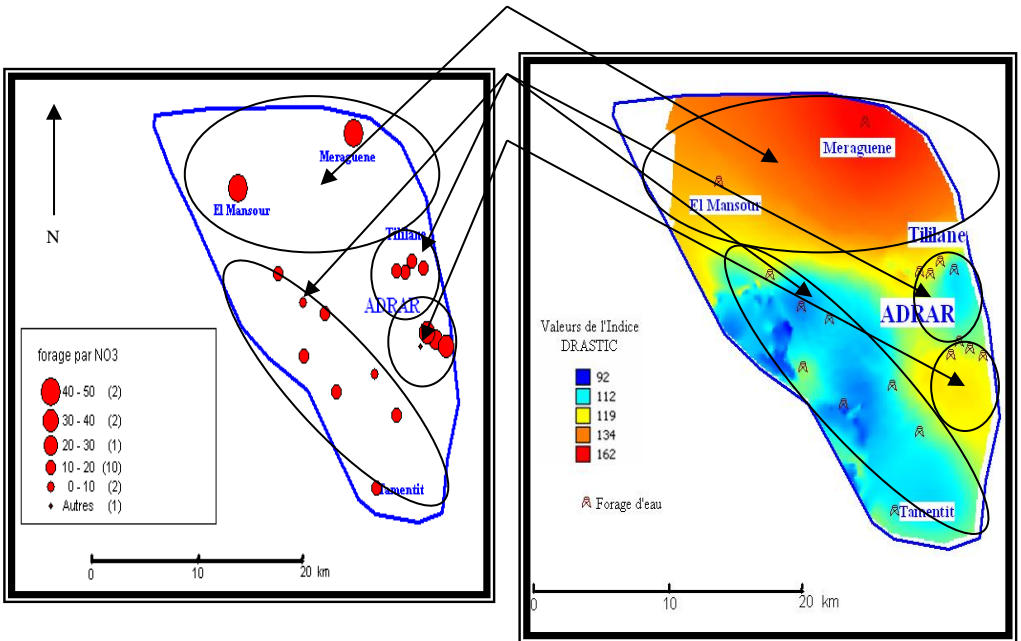 Meraguene
El Mansour
N
Tililane
ADRAR
forage par NO3
40 - 50 (2)
30 - 40 (2)
20 - 30 (1)
10 - 20 (10)
0 - 10 (2)
Autres (1)
Tamentit
0 10 20 km
Meraguene
El Mansour
Tililane
ADRAR
Valeurs de l'Indice
DRASTIC
92
112
119
134
162
Forage d'eau
Tamentit
0 10 20 km